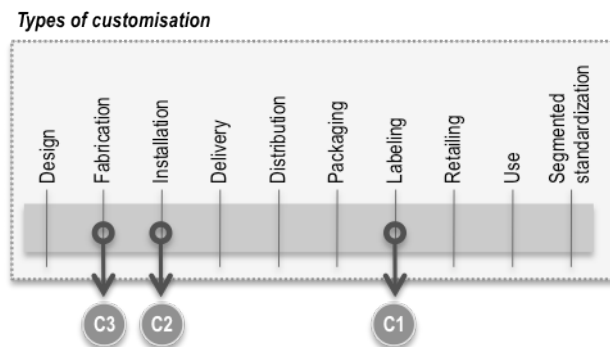 Types of customisation
Design
Fabrication
Installation
Delivery
Distribution
Packaging
Labeling
Retailing
Use
Segmented
standardization
C3
C2
C1